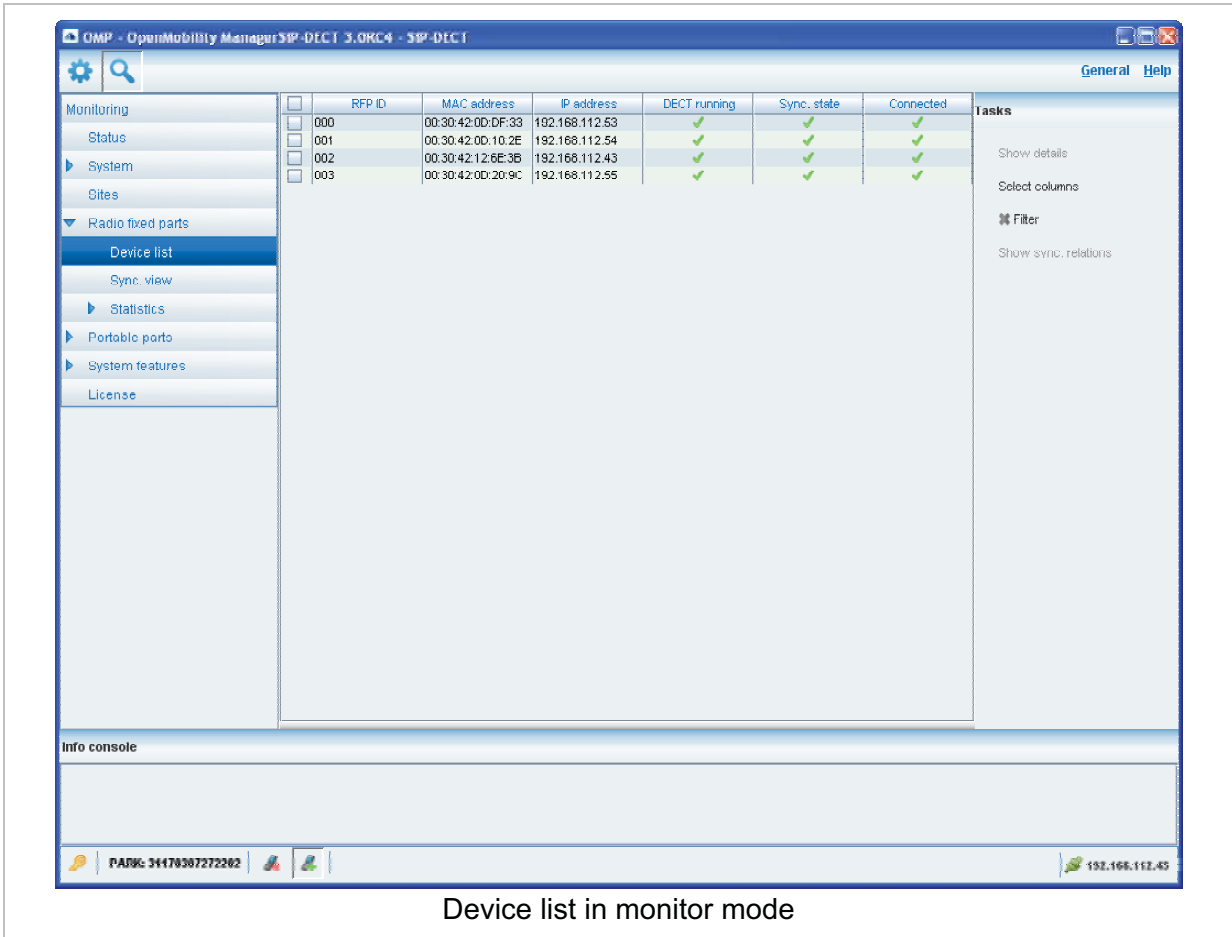 OMP - OpenMobility Manager SIP-DECT 3.0RC4 - SIP-DECT
General Help
Monitoring
Status
System
Sites
Radio fixed parts
Device list
Sync. view
Statistics
Portable parts
System features
License
RFP ID MAC address IP address DECT running Sync. state Connected
000 00:30:42:0D:DF:33 192.168.112.53
001 00:30:42:0D:10:2E 192.168.112.54
002 00:30:42:12:6E:3B 192.168.112.43
003 00:30:42:0D:20:9C 192.168.112.55
Tasks
Show details
Select columns
Filter
Show sync. relations
Info console
PARK: 
192.168.112.43
Device list in monitor mode